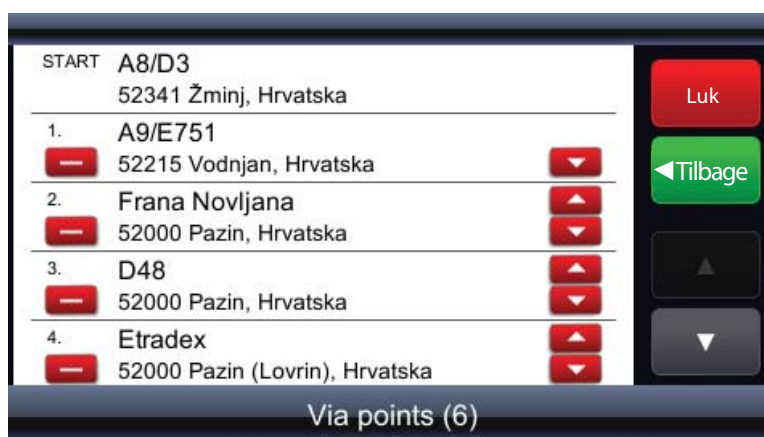 START A8/D3
52341 Žminj, Hrvatska
1. A9/E751
52215 Vodnjan, Hrvatska
2. Frana Novljana
52000 Pazin, Hrvatska
3. D48
52000 Pazin, Hrvatska
4. Etradex
52000 Pazin (Lovrin), Hrvatska
Luk
Tilbage
Via points (6)